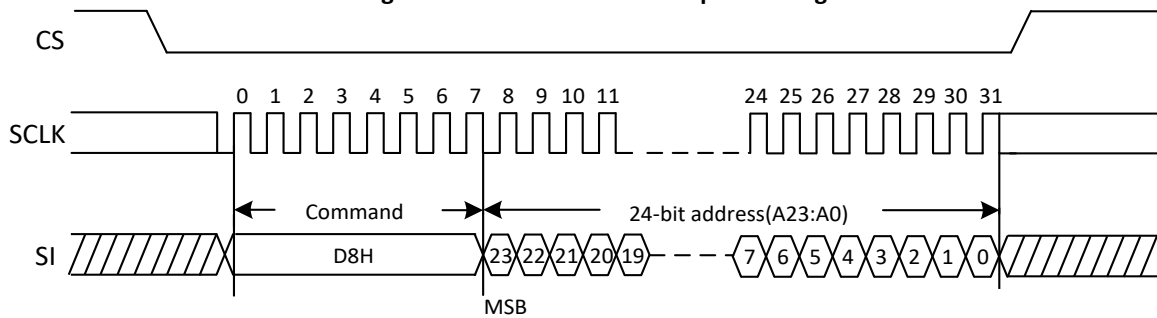 CS
0 1 2 3 4 5 6 7 8 9 10 11 24 25 26 27 28 29 30 31
SCLK
Command 24-bit address(A23:A0)
SI D8H 23 22 21 20 19 7 6 5 4 3 2 1 0
MSB